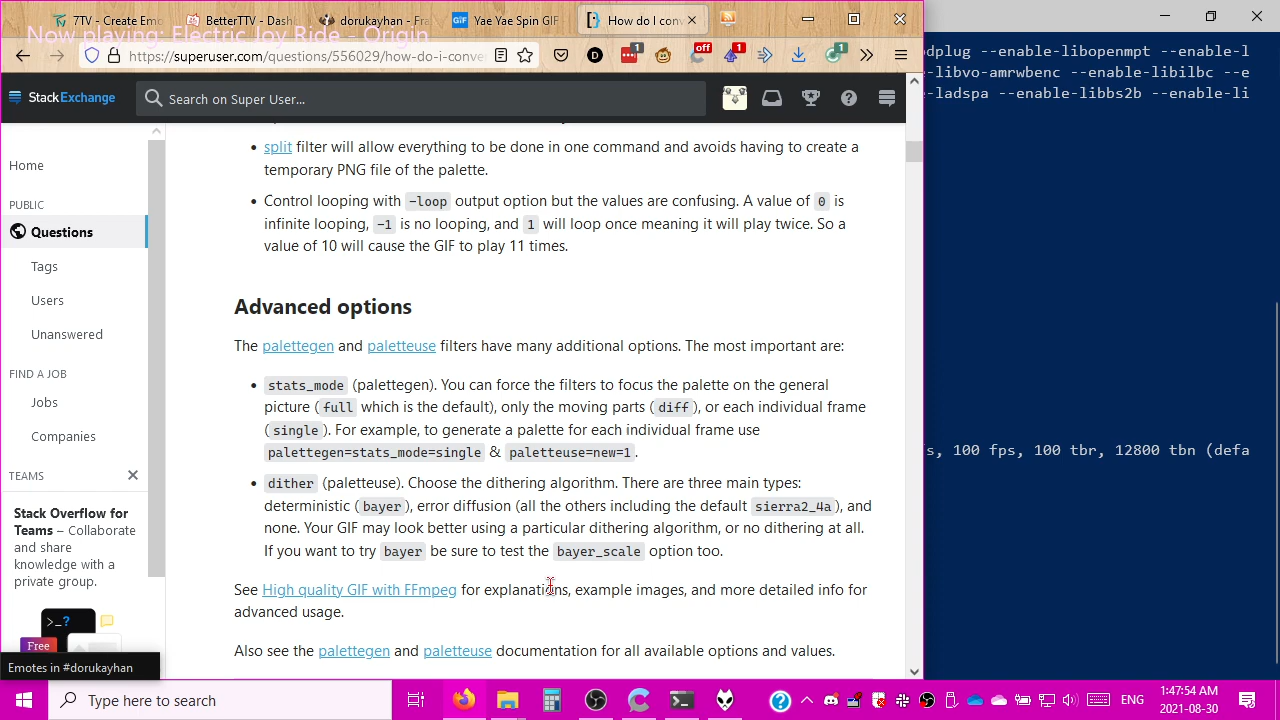 7TV - Create Emo
BetterTTV - Dash
dorukayhan - Fra
GIF
Yae Yae Spin GIF
How do I con
Now playing: Electric Joy Ride - Origin
https://superuser.com/questions/556029/how-do-i-conve
1
off
1
1
StackExchange
Search on Super User...
Home
PUBLIC
Questions
Tags
Users
Unanswered
FIND A JOB
Jobs
Companies
TEAMS
Stack Overflow for
Teams – Collaborate
and share
knowledge with a
private group.
>_?
Free
Emotes in #dorukayhan
• split filter will allow everything to be done in one command and avoids having to create a
temporary PNG file of the palette.
• Control looping with -loop output option but the values are confusing. A value of 0 is
infinite looping, -1 is no looping, and 1 will loop once meaning it will play twice. So a
value of 10 will cause the GIF to play 11 times.
Advanced options
The palettegen and paletteuse filters have many additional options. The most important are:
• stats_mode (palettegen). You can force the filters to focus the palette on the general
picture ( full which is the default), only the moving parts ( diff ), or each individual frame
( single ). For example, to generate a palette for each individual frame use
palettegen=stats_mode=single & paletteuse=new=1 .
• dither (paletteuse). Choose the dithering algorithm. There are three main types:
deterministic ( bayer ), error diffusion (all the others including the default sierra2_4a ), and
none. Your GIF may look better using a particular dithering algorithm, or no dithering at all.
If you want to try bayer be sure to test the bayer_scale option too.
See High quality GIF with FFmpeg for explanations, example images, and more detailed info for
advanced usage.
Also see the palettegen and paletteuse documentation for all available options and values.
dplug --enable-libopenmpt --enable-l
-libvo-amrwbenc --enable-libilbc --e
-ladspa --enable-libbs2b --enable-li
fs, 100 fps, 100 tbr, 12800 tbn (defa
Type here to search
ENG
1:47:54 AM
2021-08-30